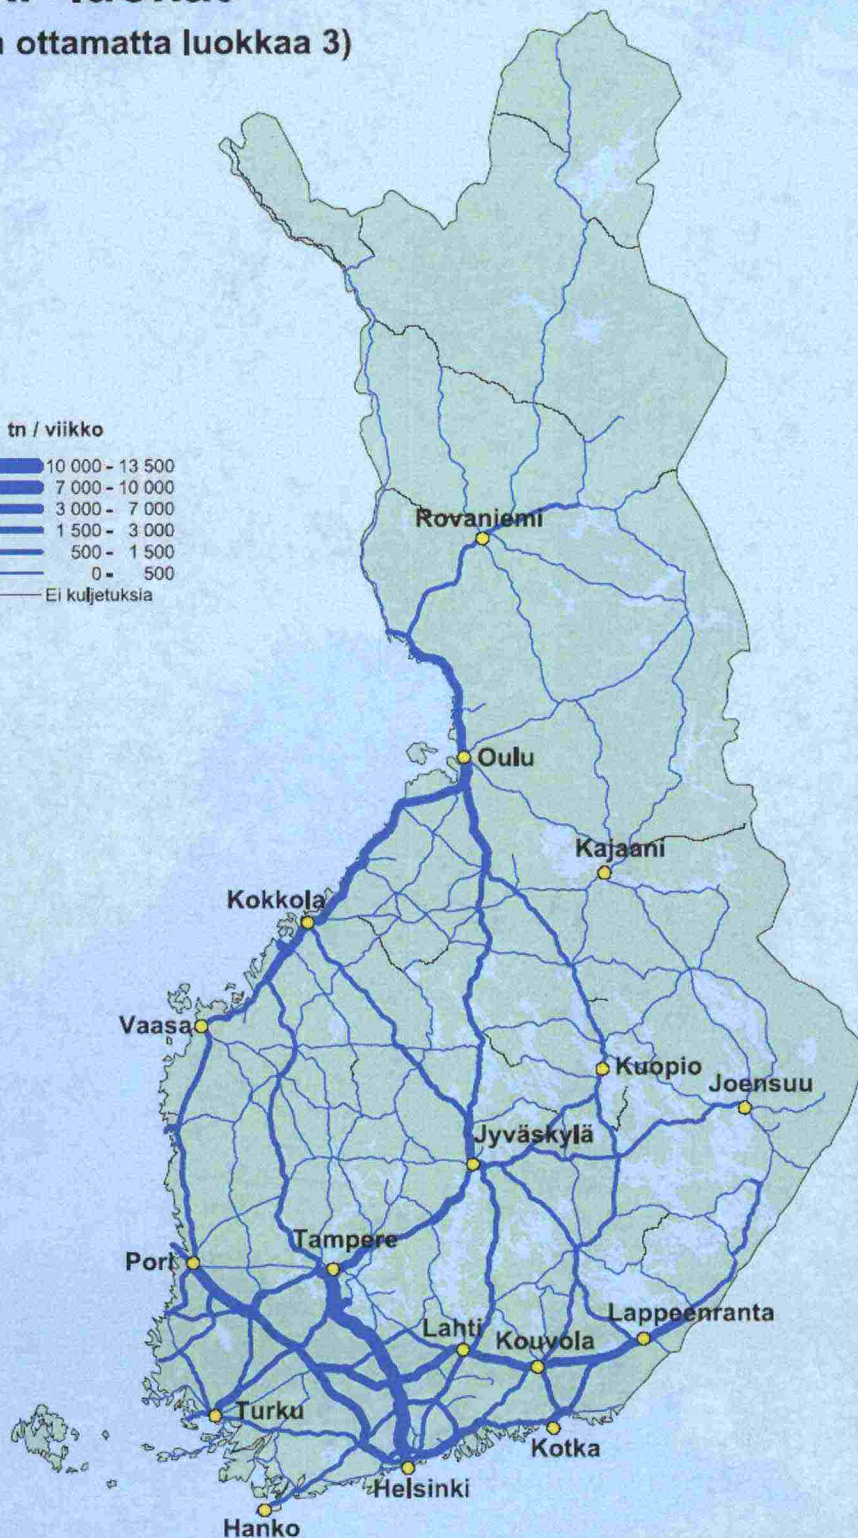 ottamatta luokkaa 3)
tn / viikko
10 000 - 13 500
7 000 - 10 000
3 000 - 7 000
1 500 - 3 000
500 - 1 500
0 - 500
Ei kuljetuksia
Rovaniemi
Oulu
Kajaani
Kokkola
Vaasa
Kuopio
Joensuu
Jyväskylä
Tampere
Pori
Lappeenranta
Lahti
Kouvola
Turku
Kotka
Helsinki
Hanko